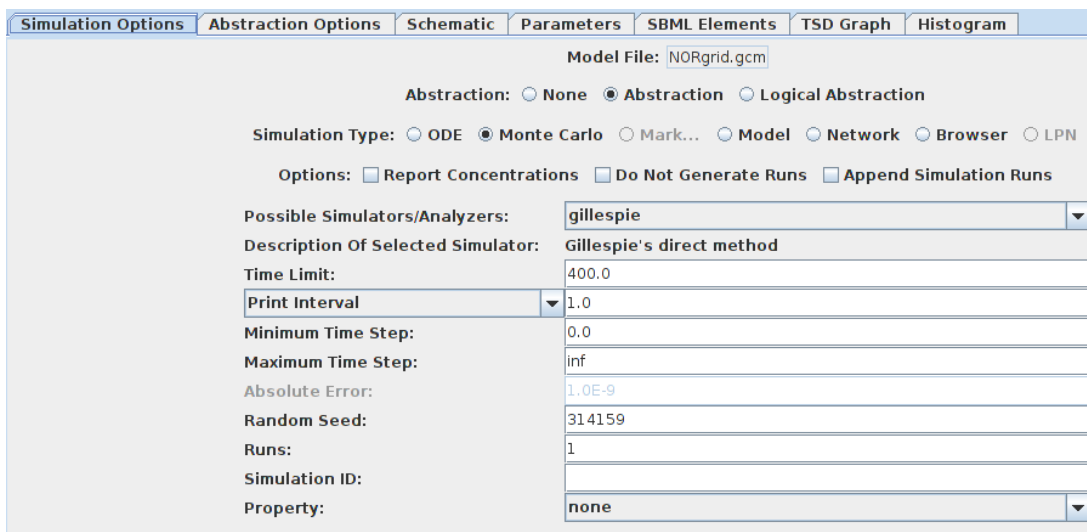 Simulation Options Abstraction Options Schematic Parameters SBML Elements TSD Graph Histogram
Model File: NORgrid.gcm
Abstraction: None Abstraction Logical Abstraction
Simulation Type: ODE Monte Carlo Mark... Model Network Browser LPN
Options: Report Concentrations Do Not Generate Runs Append Simulation Runs
Possible Simulators/Analyzers: gillespie
Description Of Selected Simulator: Gillespie's direct method
Time Limit: 400.0
Print Interval 1.0
Minimum Time Step: 0.0
Maximum Time Step: inf
Absolute Error: 1.0E-9
Random Seed: 314159
Runs: 1
Simulation ID:
Property: none